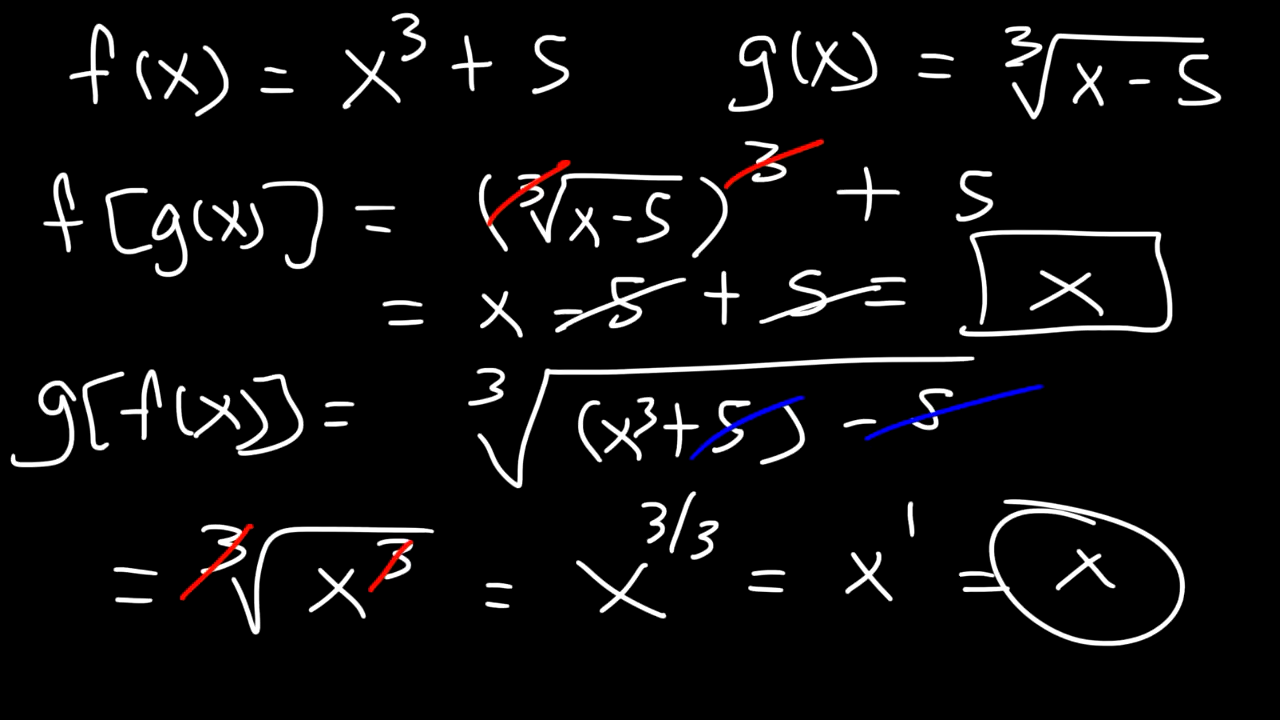 f(x) = x³ + 5 g(x) = ∛(x - 5)
f[g(x)] = (∛(x-5))³ + 5
= x - 5 + 5 = x
g[f(x)] = ∛((x³+5) - 5)
= ∛(x³) = x^(3/3) = x¹ = x